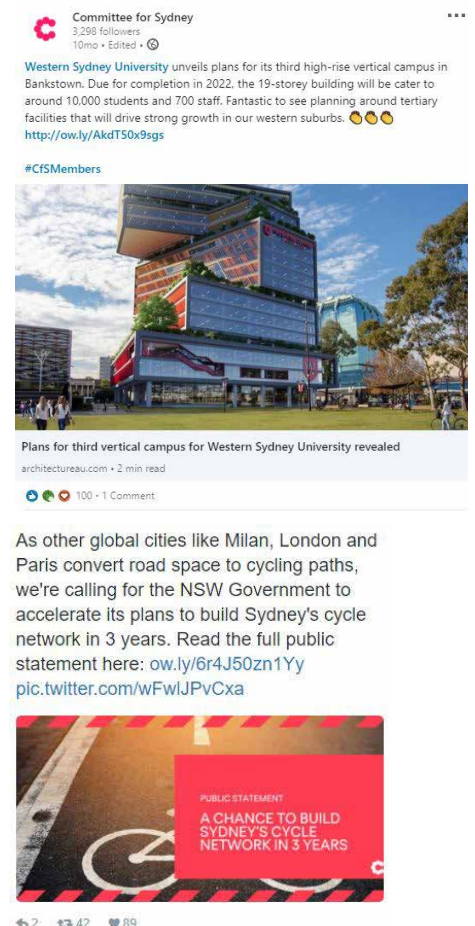 Committee for Sydney
3,298 followers
10mo • Edited •
Western Sydney University unveils plans for its third high-rise vertical campus in
Bankstown. Due for completion in 2022, the 19-storey building will be cater to
around 10,000 students and 700 staff. Fantastic to see planning around tertiary
facilities that will drive strong growth in our western suburbs. 👏👏👏
http://ow.ly/AkdT50x9sgs
#CfSMembers
Plans for third vertical campus for Western Sydney University revealed
architectureau.com • 2 min read
100 • 1 Comment
As other global cities like Milan, London and
Paris convert road space to cycling paths,
we're calling for the NSW Government to
accelerate its plans to build Sydney's cycle
network in 3 years. Read the full public
statement here: ow.ly/6r4J50zn1Yy
pic.twitter.com/wFwlJPvCxa
PUBLIC STATEMENT
A CHANCE TO BUILD
SYDNEY'S CYCLE
NETWORK IN 3 YEARS
2 42 89